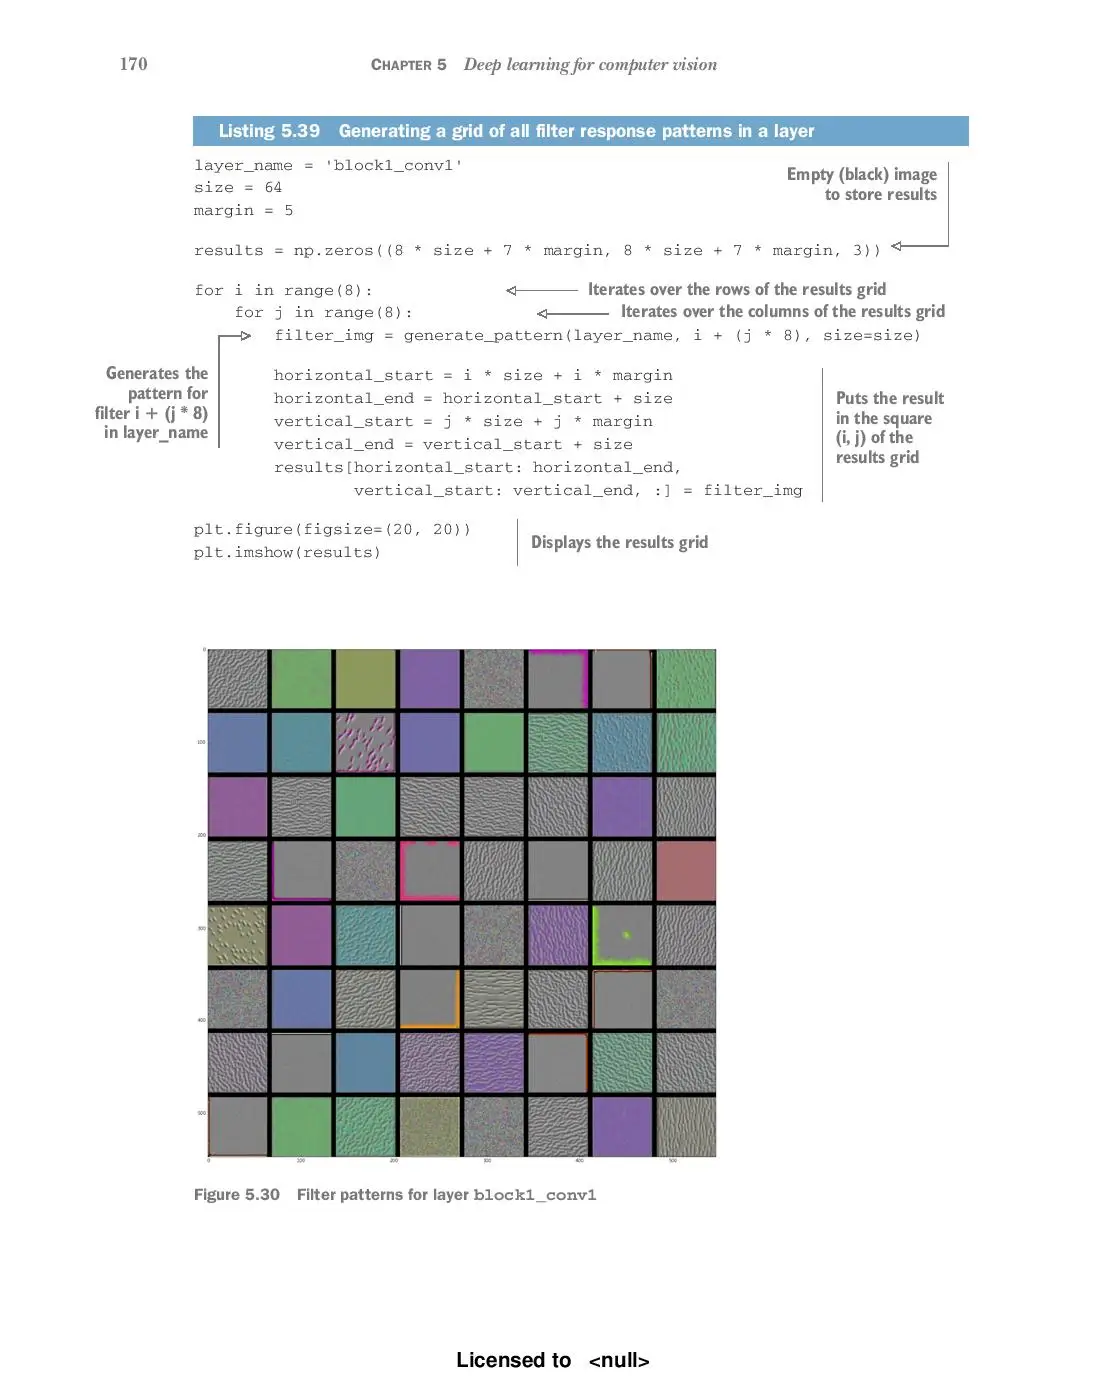 170
CHAPTER 5 Deep learning for computer vision
Listing 5.39 Generating a grid of all filter response patterns in a layer
layer_name = 'block1_conv1'
size = 64
margin = 5
Empty (black) image
to store results
results = np.zeros((8 * size + 7 * margin, 8 * size + 7 * margin, 3))
for i in range(8):
Iterates over the rows of the results grid
for j in range(8):
Iterates over the columns of the results grid
filter_img = generate_pattern(layer_name, i + (j * 8), size=size)
Generates the
pattern for
filter i + (j * 8)
in layer_name
horizontal_start = i * size + i * margin
horizontal_end = horizontal_start + size
vertical_start = j * size + j * margin
vertical_end = vertical_start + size
results[horizontal_start: horizontal_end,
vertical_start: vertical_end, :] = filter_img
Puts the result
in the square
(i, j) of the
results grid
plt.figure(figsize=(20, 20))
plt.imshow(results)
Displays the results grid
0
100
200
300
400
500
0 100 200 300 400 500
Figure 5.30 Filter patterns for layer block1_conv1
Licensed to <null>